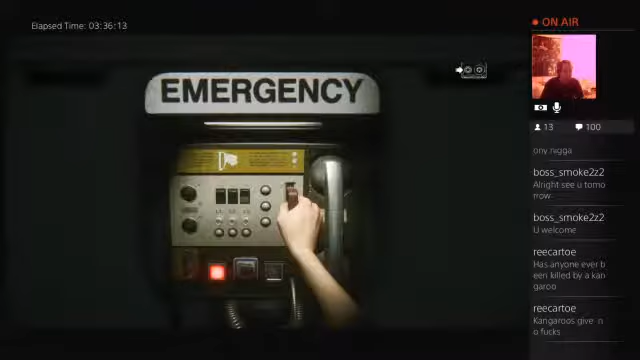 Elapsed Time: 03:36:13
ON AIR
EMERGENCY
13
100
ony nigga
boss_smoke2z2
Alright see u tomo
rrow
boss_smoke2z2
U welcome
reecartoe
Has anyone ever b
een killed by a kan
garoo
reecartoe
Kangaroos give n
o fucks